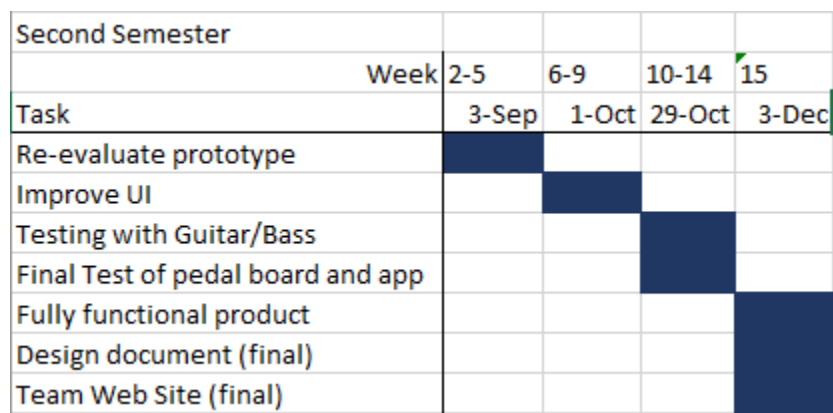 Second Semester
Week 2-5 6-9 10-14 15
Task 3-Sep 1-Oct 29-Oct 3-Dec
Re-evaluate prototype
Improve UI
Testing with Guitar/Bass
Final Test of pedal board and app
Fully functional product
Design document (final)
Team Web Site (final)